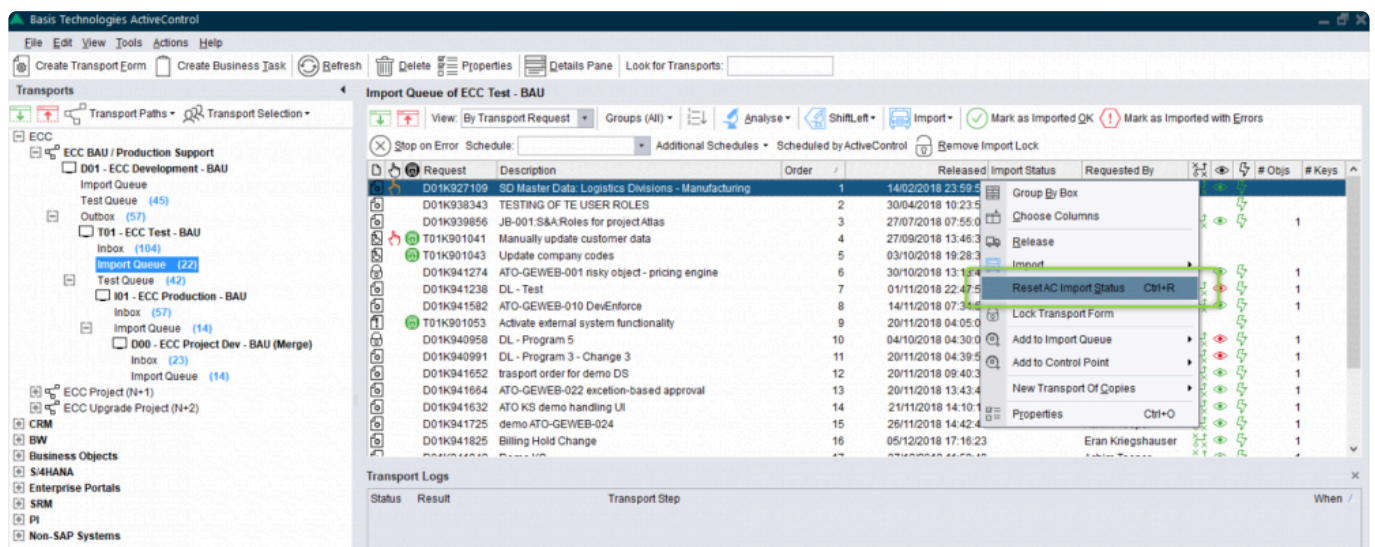 Basis Technologies ActiveControl
File Edit View Tools Actions Help
Create Transport Form Create Business Task Refresh Delete Properties Details Pane Look for Transports:
Transports
Transport Paths Transport Selection
ECC
ECC BAU / Production Support
D01 - ECC Development - BAU
Import Queue
Test Queue (45)
Outbox (57)
T01 - ECC Test - BAU
Inbox (104)
Import Queue (22)
Test Queue (42)
I01 - ECC Production - BAU
Inbox (57)
Import Queue (14)
D00 - ECC Project Dev - BAU (Merge)
Inbox (23)
Import Queue (14)
ECC Project (N+1)
ECC Upgrade Project (N+2)
CRM
BW
Business Objects
S/4HANA
Enterprise Portals
SRM
PI
Non-SAP Systems
Import Queue of ECC Test - BAU
View: By Transport Request Groups (All) Analyse ShiftLeft Import Mark as Imported OK Mark as Imported with Errors
Stop on Error Schedule: Additional Schedules Scheduled by ActiveControl Remove Import Lock
Request Description Order Released Import Status Requested By # Objs # Keys
D01K927109 SD Master Data: Logistics Divisions - Manufacturing 1 14/02/2018 23:59:5
D01K938343 TESTING OF TE USER ROLES 2 30/04/2018 10:23:5
D01K939856 JB-001:S&A:Roles for project Atlas 3 27/07/2018 07:55:0 1
T01K901041 Manually update customer data 4 27/09/2018 13:46:3
T01K901043 Update company codes 5 03/10/2018 19:28:3
D01K941274 ATO-GEWEB-001 risky object - pricing engine 6 30/10/2018 13:13:4 1
D01K941238 DL - Test 7 01/11/2018 22:47:5 1
D01K941582 ATO-GEWEB-010 DevEnforce 8 14/11/2018 07:34:5 1
T01K901053 Activate external system functionality 9 20/11/2018 04:05:0
D01K940958 DL - Program 5 10 04/10/2018 04:30:0 1
D01K940991 DL - Program 3 - Change 3 11 20/11/2018 04:39:5 1
D01K941652 trasport order for demo DS 12 20/11/2018 09:40:3 1
D01K941664 ATO-GEWEB-022 excetion-based approval 13 20/11/2018 13:43:4 1
D01K941632 ATO KS demo handling UI 14 21/11/2018 14:10:1 1
D01K941725 demo ATO-GEWEB-024 15 26/11/2018 14:42:4 1
D01K941825 Billing Hold Change 16 05/12/2018 17:16:23 Eran Kriegshauser 1
Group By Box
Choose Columns
Release
Import
Reset AC Import Status Ctrl+R
Lock Transport Form
Add to Import Queue
Add to Control Point
New Transport Of Copies
Properties Ctrl+O
Transport Logs
Status Result Transport Step When